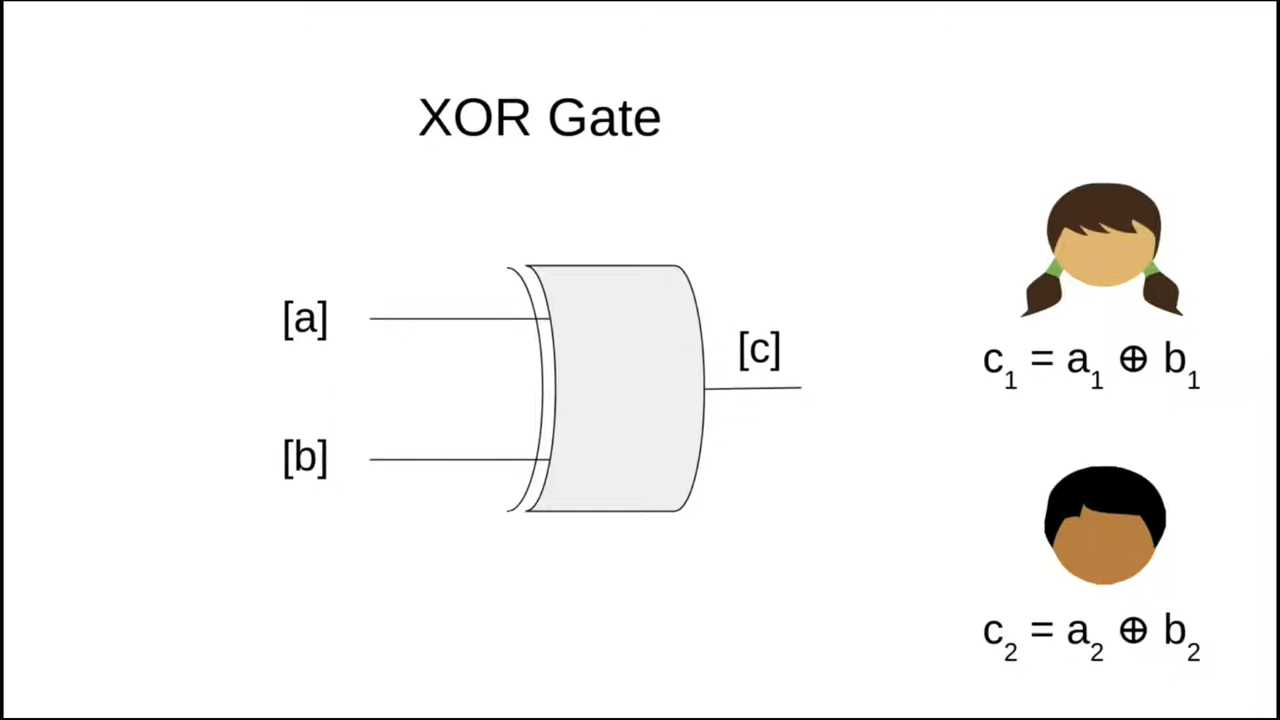 XOR Gate
[a]
[b]
[c]
c₁ = a₁ ⊕ b₁
c₂ = a₂ ⊕ b₂